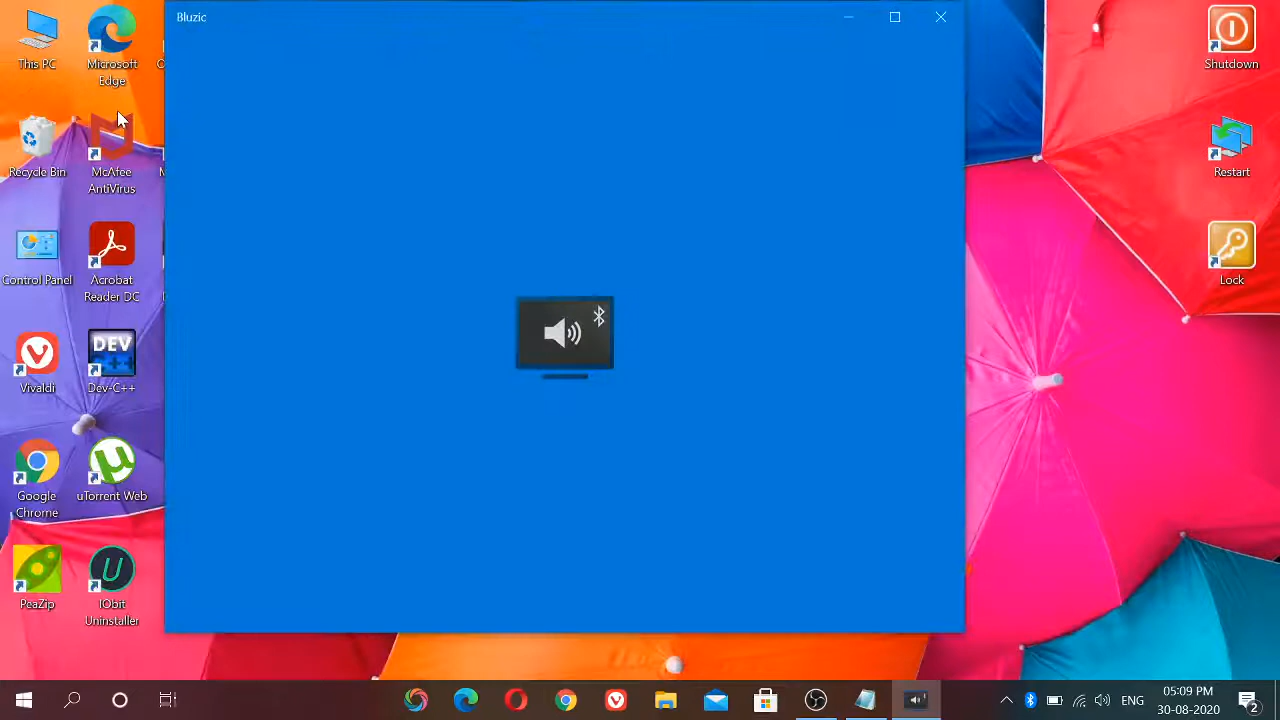 Bluzic
This PC
Microsoft
Edge
Recycle Bin
McAfee
AntiVirus
Control Panel
Acrobat
Reader DC
Vivaldi
DEV
C++
Dev-C++
Google
Chrome
uTorrent Web
PeaZip
IObit
Uninstaller
Shutdown
Restart
Lock
ENG
05:09 PM
30-08-2020
2